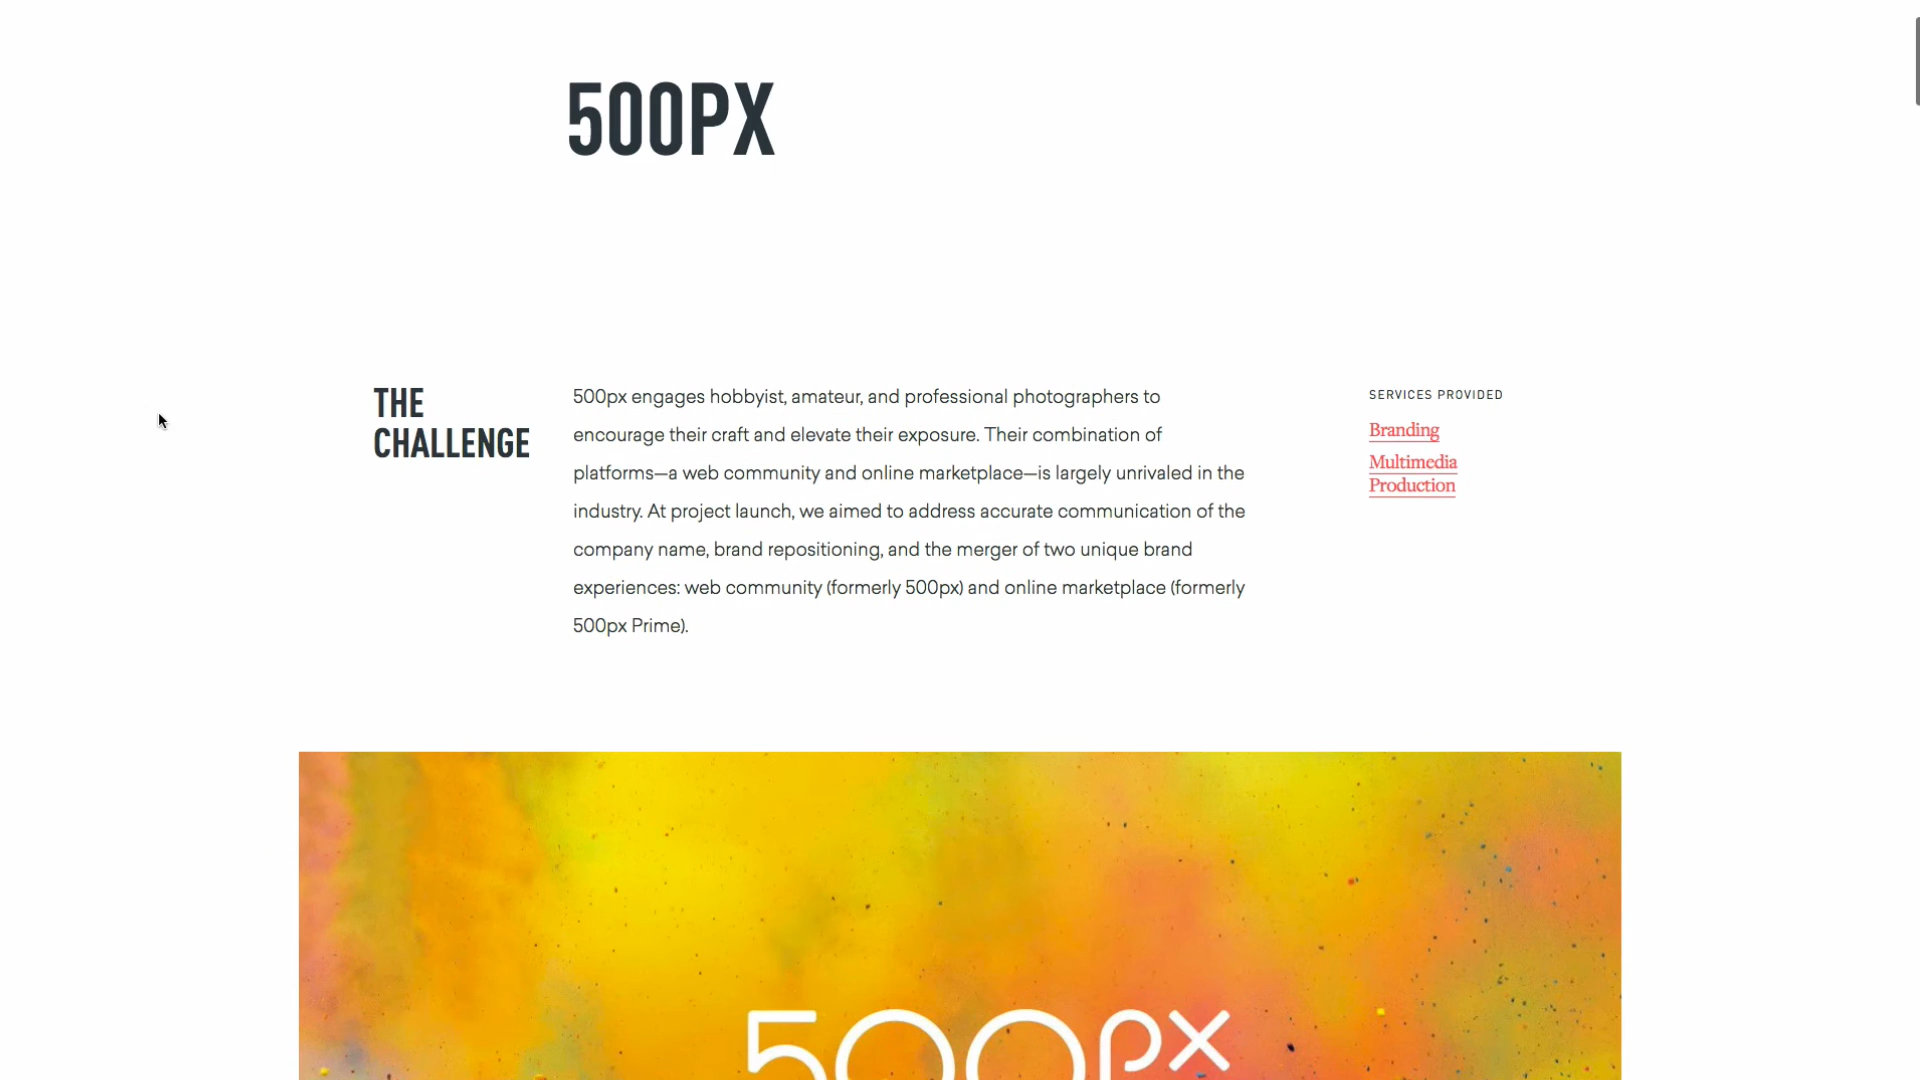 500PX
THE
CHALLENGE
500px engages hobbyist, amateur, and professional photographers to
encourage their craft and elevate their exposure. Their combination of
platforms—a web community and online marketplace—is largely unrivaled in the
industry. At project launch, we aimed to address accurate communication of the
company name, brand repositioning, and the merger of two unique brand
experiences: web community (formerly 500px) and online marketplace (formerly
500px Prime).
SERVICES PROVIDED
Branding
Multimedia
Production
500px